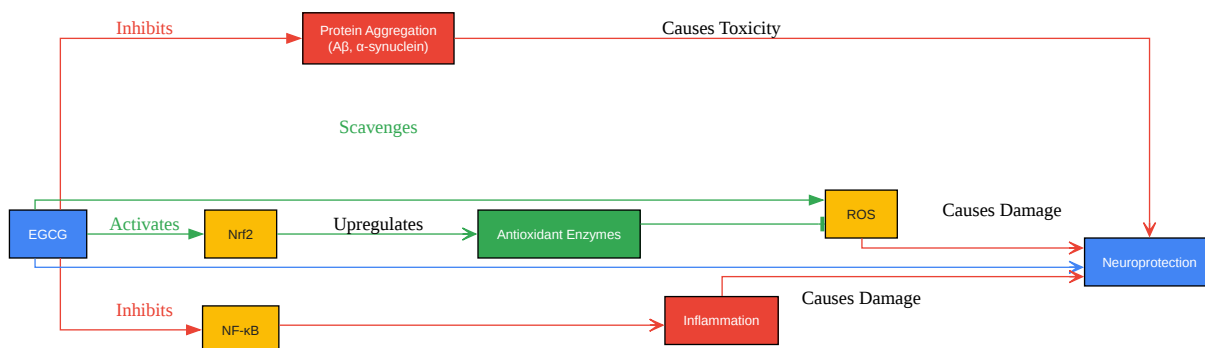 Inhibits
Protein Aggregation
(Aβ, α-synuclein)
Causes Toxicity
Scavenges
EGCG
Activates
Nrf2
Upregulates
Antioxidant Enzymes
ROS
Causes Damage
Neuroprotection
Inhibits
NF-κB
Inflammation
Causes Damage